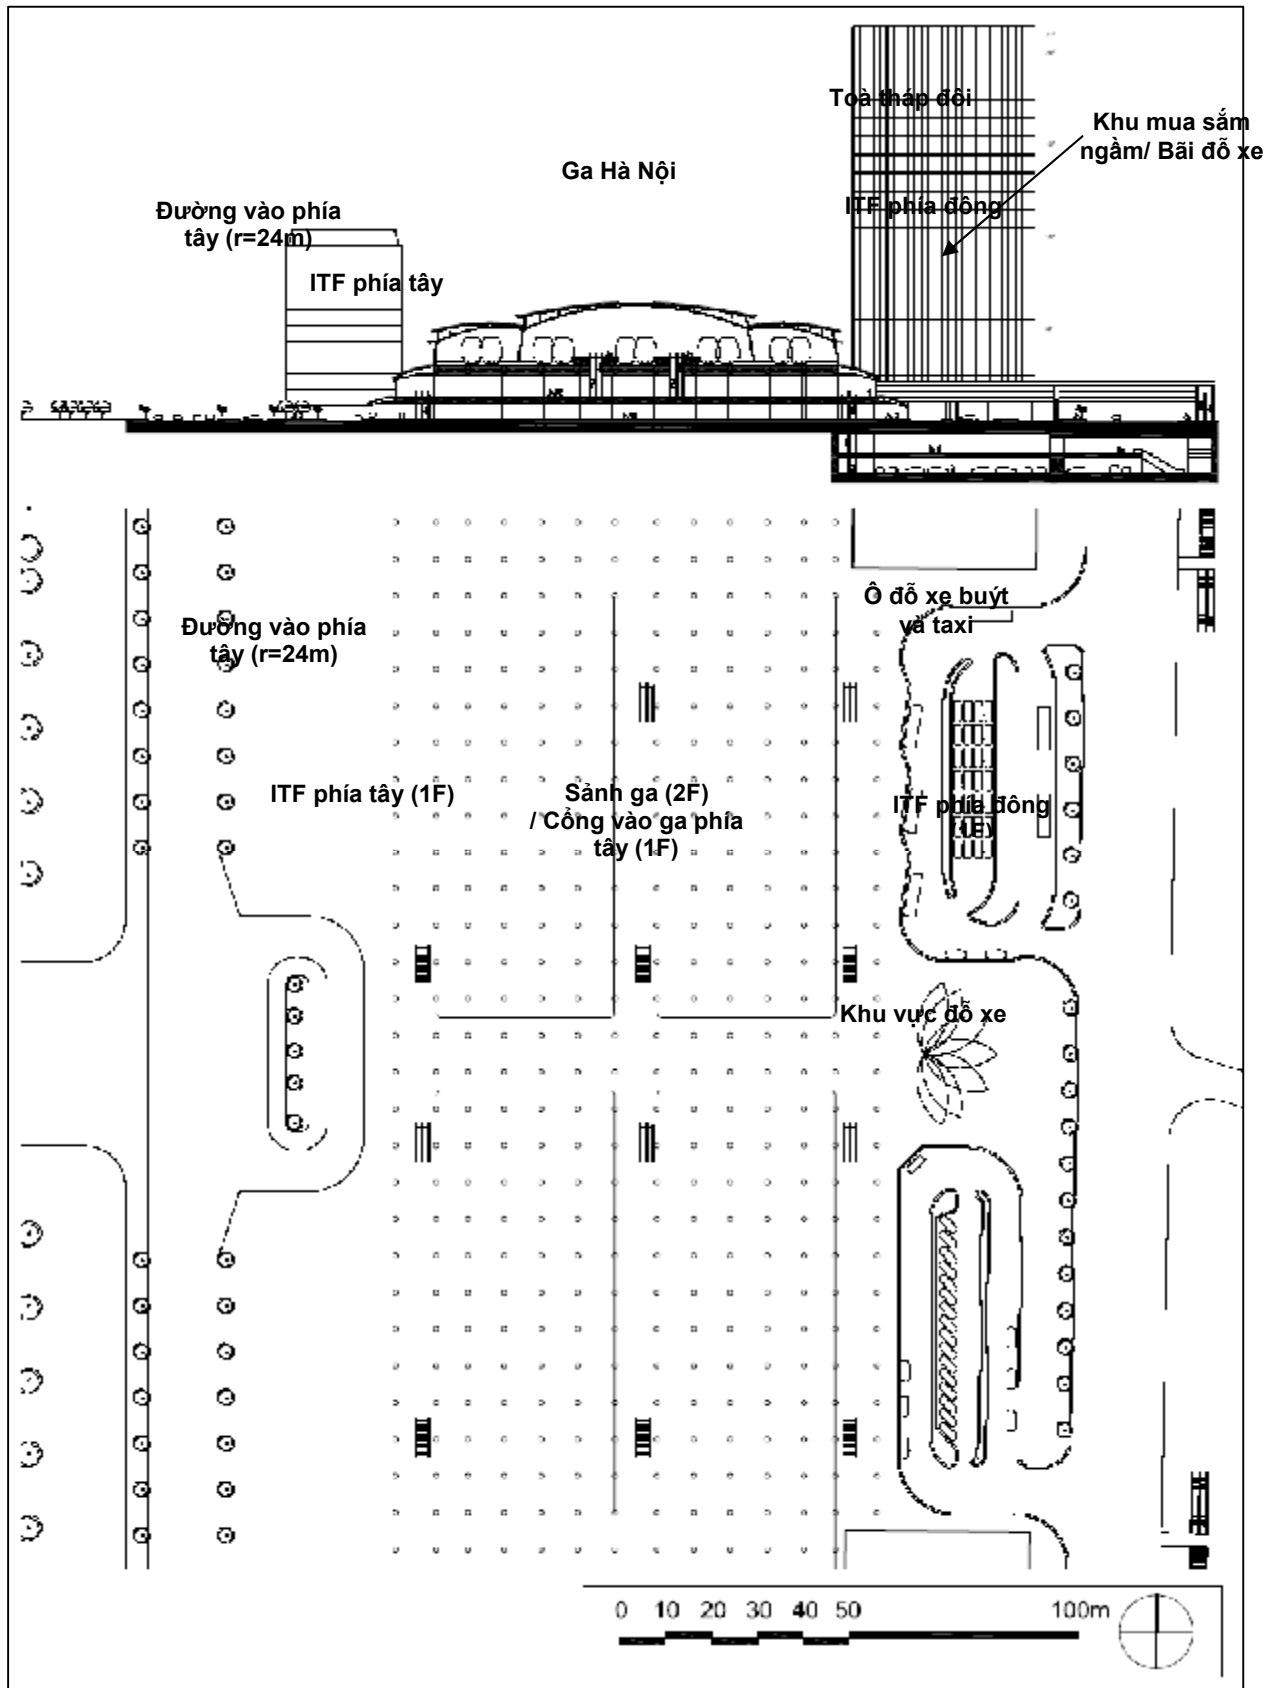 Toà tháp đôi
Khu mua sắm
ngầm/ Bãi đỗ xe
Ga Hà Nội
Đường vào phía
tây (r=24m)
ITF phía đông
ITF phía tây
Ô đỗ xe buýt
và taxi
Đường vào phía
tây (r=24m)
ITF phía tây (1F)
Sảnh ga (2F)
/ Cổng vào ga phía
tây (1F)
ITF phía đông
(1F)
Khu vực đỗ xe
0 10 20 30 40 50 100m